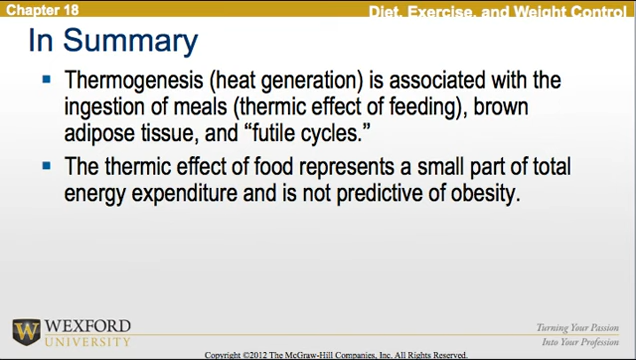 Chapter 18
Diet, Exercise, and Weight Control
In Summary
Thermogenesis (heat generation) is associated with the
ingestion of meals (thermic effect of feeding), brown
adipose tissue, and “futile cycles.”
The thermic effect of food represents a small part of total
energy expenditure and is not predictive of obesity.
WEXFORD
UNIVERSITY
Turning Your Passion
Into Your Profession
Copyright ©2012 The McGraw-Hill Companies, Inc. All Rights Reserved.